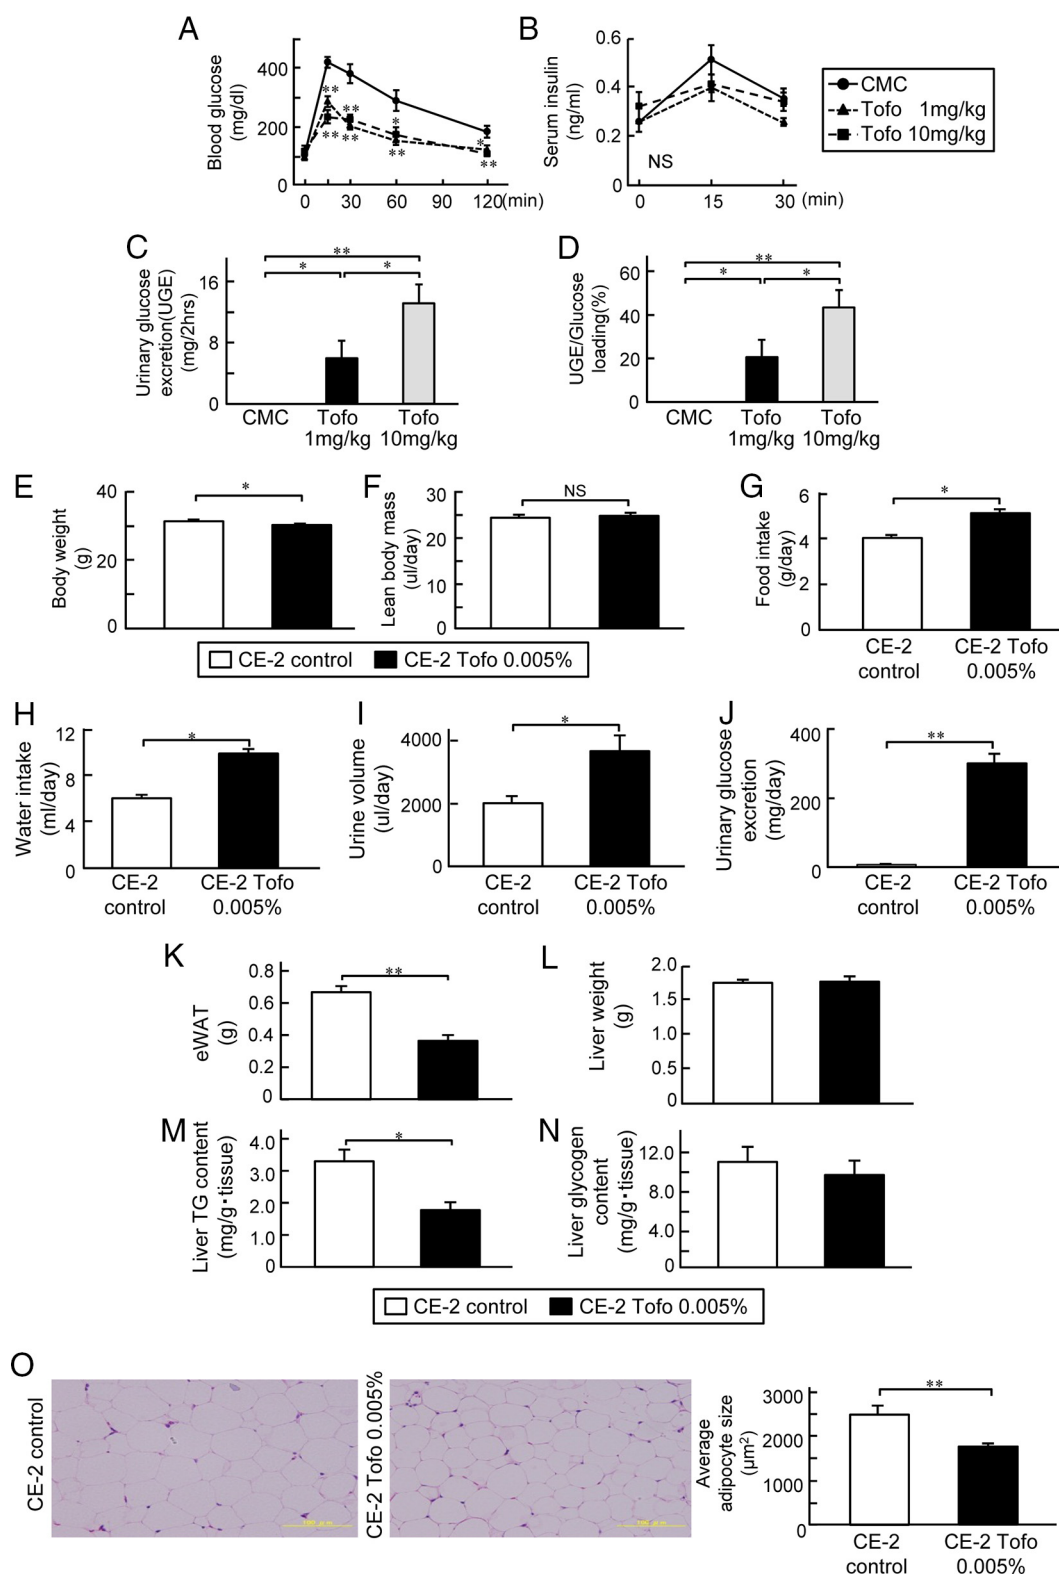 A
Blood glucose
(mg/dl)
400
200
0
**
**
**
**
*
**
*
**
0 30 60 90 120(min)
B
Serum insulin
(ng/ml)
0.6
0.4
0.2
0
NS
0 15 30 (min)
CMC
Tofo 1mg/kg
Tofo 10mg/kg
C
Urinary glucose
excretion(UGE)
(mg/2hrs)
16
8
0
**
*
*
CMC Tofo Tofo
1mg/kg 10mg/kg
D
UGE/Glucose
loading(%)
60
40
20
0
**
*
*
CMC Tofo Tofo
1mg/kg 10mg/kg
E
Body weight
(g)
40
20
0
*
F
Lean body mass
(ul/day)
30
20
10
0
NS
G
Food intake
(g/day)
6
4
2
0
*
CE-2 CE-2 Tofo
control 0.005%
CE-2 control CE-2 Tofo 0.005%
H
Water intake
(ml/day)
12
8
4
0
*
CE-2 CE-2 Tofo
control 0.005%
I
Urine volume
(ul/day)
4000
2000
0
*
CE-2 CE-2 Tofo
control 0.005%
J
Urinary glucose
excretion
(mg/day)
400
200
0
**
CE-2 CE-2 Tofo
control 0.005%
K
eWAT
(g)
0.8
0.6
0.4
0.2
0
**
L
Liver weight
(g)
2.0
1.5
1.0
0.5
0
M
Liver TG content
(mg/g・tissue)
4.0
3.0
2.0
1.0
0
*
N
Liver glycogen
content
(mg/g・tissue)
12.0
8.0
4.0
0
CE-2 control CE-2 Tofo 0.005%
O
CE-2 control
100 μm
CE-2 Tofo 0.005%
100 μm
Average
adipocyte size
(μm²)
3000
2000
1000
0
**
CE-2 CE-2 Tofo
control 0.005%